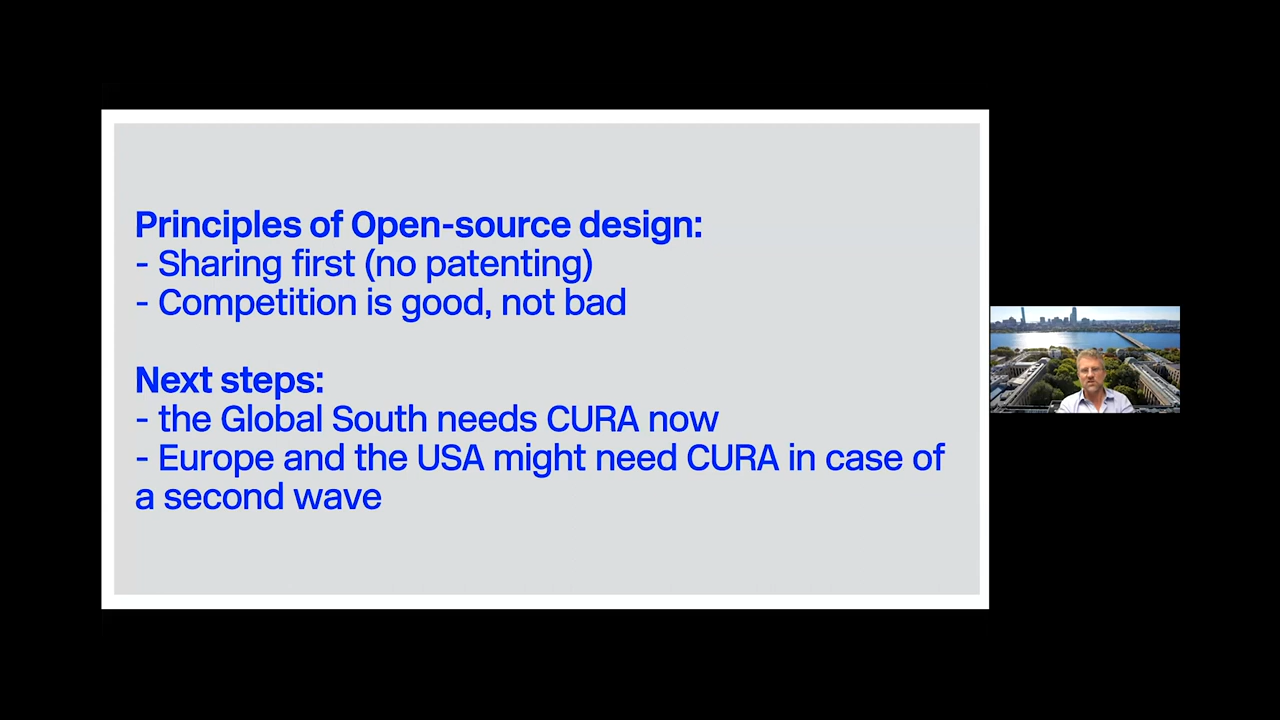 Principles of Open-source design:
- Sharing first (no patenting)
- Competition is good, not bad
Next steps:
- the Global South needs CURA now
- Europe and the USA might need CURA in case of
a second wave